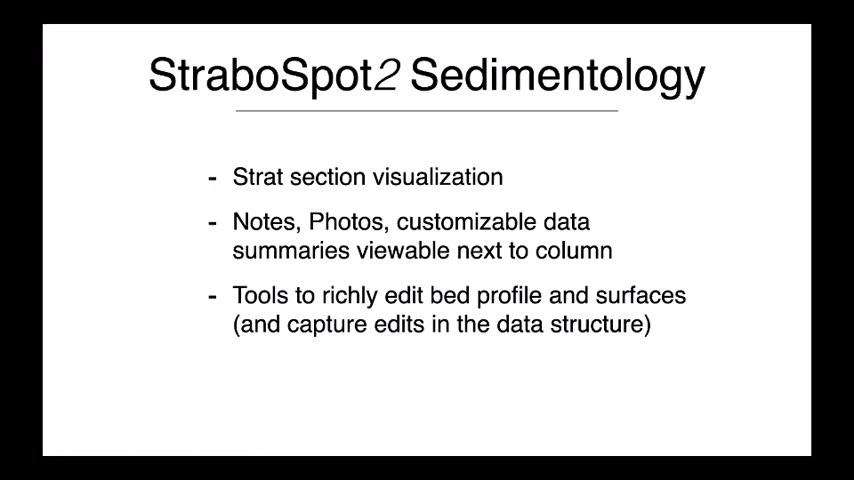 StraboSpot2 Sedimentology
- Strat section visualization
- Notes, Photos, customizable data
summaries viewable next to column
- Tools to richly edit bed profile and surfaces
(and capture edits in the data structure)